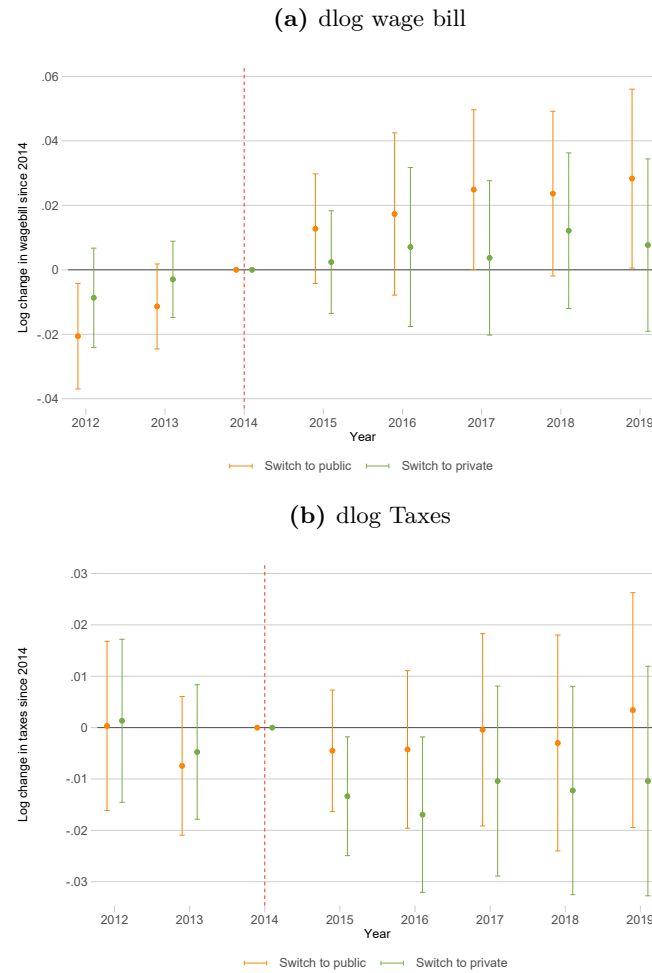 (a) dlog wage bill
Log change in wagebill since 2014
.06
.04
.02
0
-.02
-.04
2012 2013 2014 2015 2016 2017 2018 2019
Year
Switch to public Switch to private
(b) dlog Taxes
Log change in taxes since 2014
.03
.02
.01
0
-.01
-.02
-.03
2012 2013 2014 2015 2016 2017 2018 2019
Year
Switch to public Switch to private